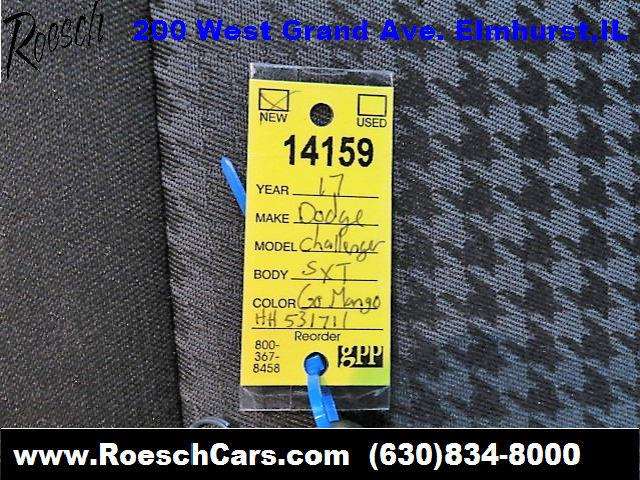 Roesch
200 West Grand Ave. Elmhurst,IL
NEW USED
14159
YEAR 17
MAKE Dodge
MODEL Challenger
BODY SXT
COLOR Go Mango
HH 531711
Reorder
800-
367-
8458
gpp
www.RoeschCars.com (630)834-8000